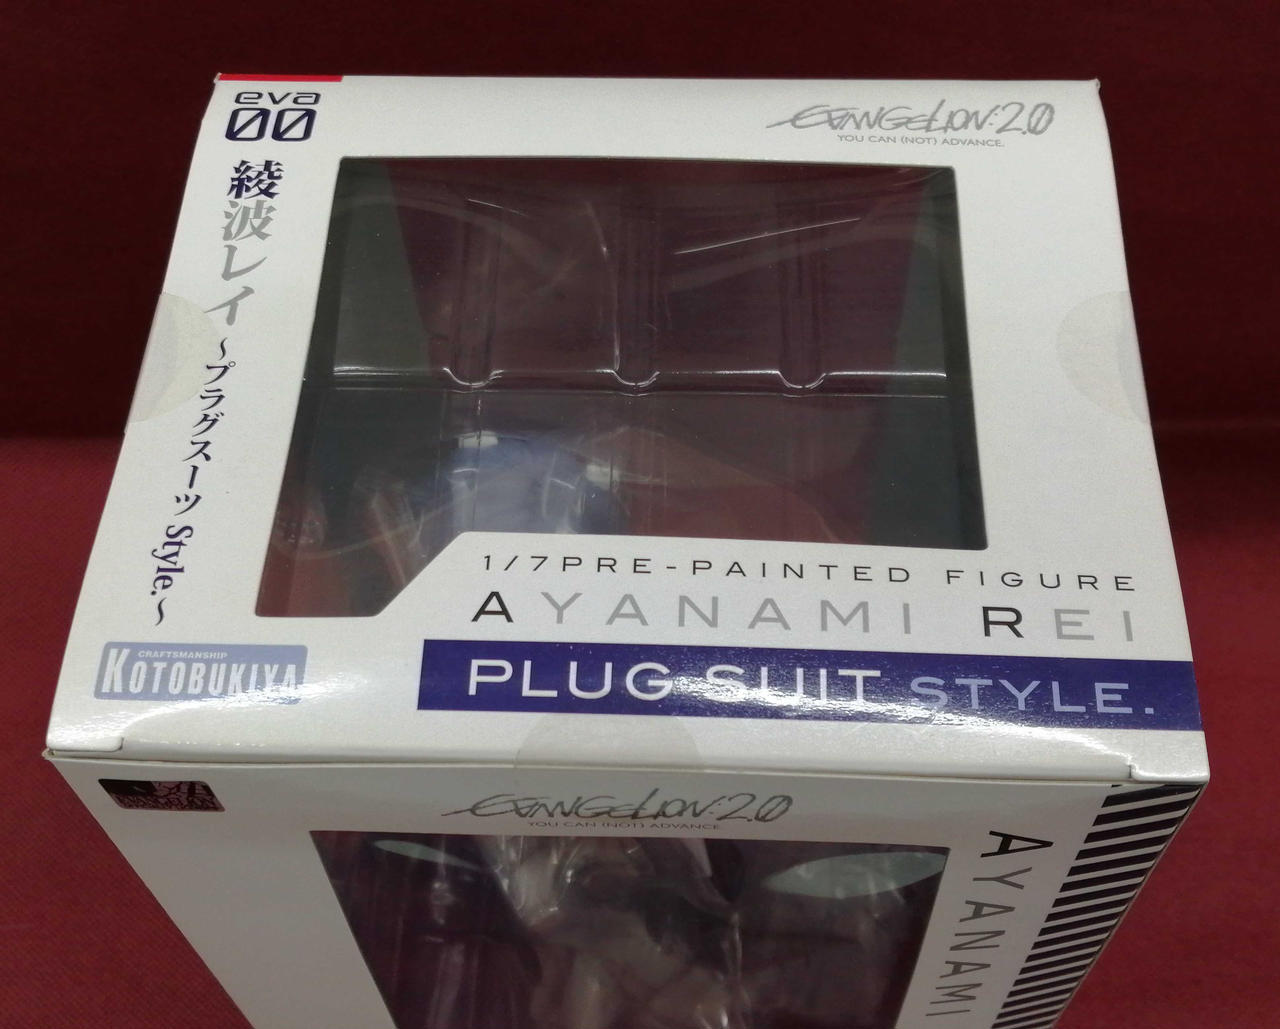 eva
00
綾波レイ
～プラグスーツ Style.～
EVANGELION:2.0
YOU CAN (NOT) ADVANCE.
1/7PRE-PAINTED FIGURE
AYANAMI REI
PLUG SUIT STYLE.
CRAFTSMANSHIP
KOTOBUKIYA
EVANGELION:2.0
YOU CAN (NOT) ADVANCE.
AYANAMI